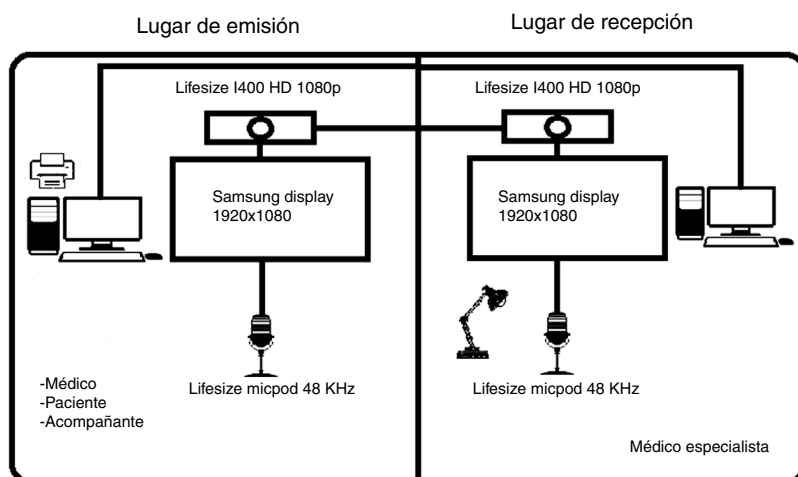 Lugar de emisión
Lugar de recepción
Lifesize I400 HD 1080p
Lifesize I400 HD 1080p
Samsung display
1920x1080
Samsung display
1920x1080
Lifesize micpod 48 KHz
Lifesize micpod 48 KHz
-Médico
-Paciente
-Acompañante
Médico especialista